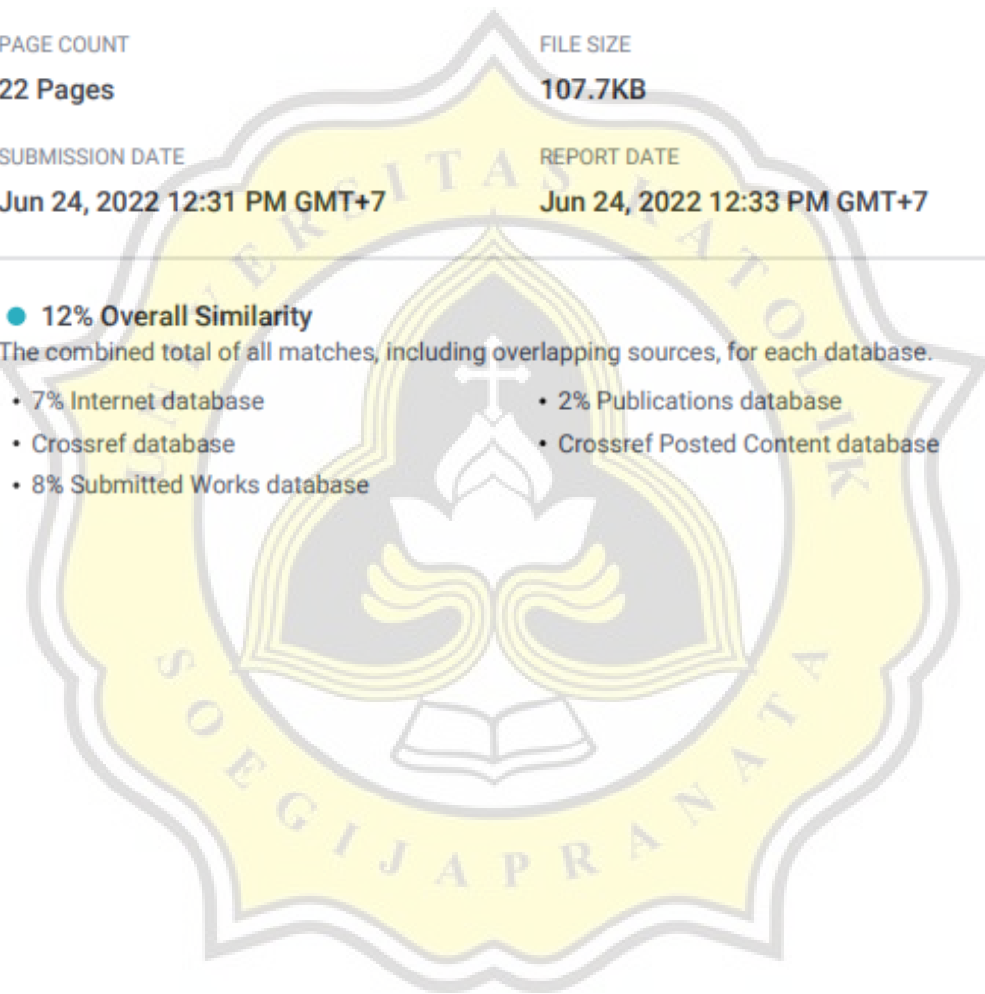 PAGE COUNT
FILE SIZE
22 Pages
107.7KB
SUBMISSION DATE
REPORT DATE
Jun 24, 2022 12:31 PM GMT+7
Jun 24, 2022 12:33 PM GMT+7
● 12% Overall Similarity
The combined total of all matches, including overlapping sources, for each database.
• 7% Internet database
• 2% Publications database
• Crossref database
• Crossref Posted Content database
• 8% Submitted Works database
UNIVERSITAS KATOLIK
SOEGIJAPRANATA